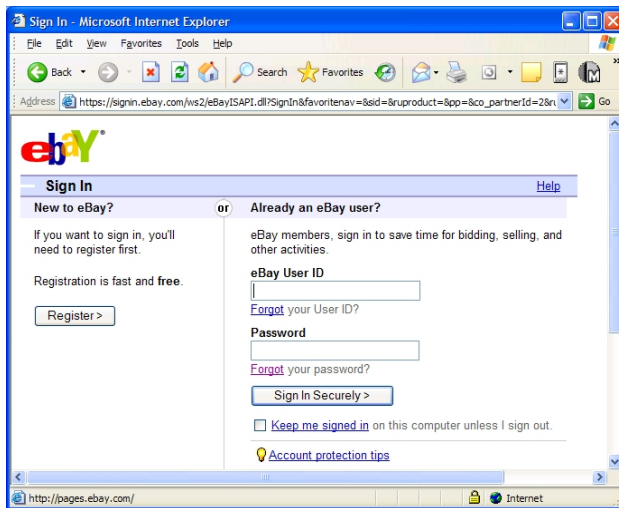 Sign In - Microsoft Internet Explorer
File Edit View Favorites Tools Help
Back Search Favorites »
Address https://signin.ebay.com/ws2/eBayISAPI.dll?SignIn&favoritenav=&sid=&ruproduct=&pp=&co_partnerId=2&ru Go
ebaY®
Sign In Help
New to eBay? or Already an eBay user?
If you want to sign in, you'll
need to register first.
Registration is fast and free.
Register >
eBay members, sign in to save time for bidding, selling, and
other activities.
eBay User ID
Forgot your User ID?
Password
Forgot your password?
Sign In Securely >
Keep me signed in on this computer unless I sign out.
Account protection tips
http://pages.ebay.com/ Internet